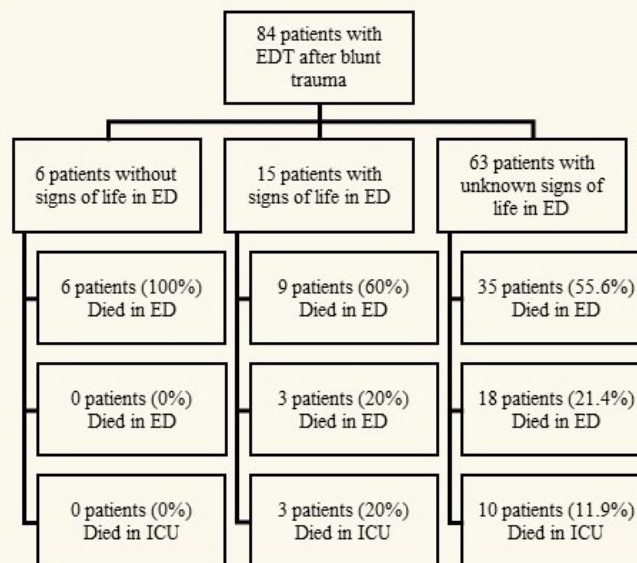 84 patients with
EDT after blunt
trauma
6 patients without
signs of life in ED
15 patients with
signs of life in ED
63 patients with
unknown signs of
life in ED
6 patients (100%)
Died in ED
9 patients (60%)
Died in ED
35 patients (55.6%)
Died in ED
0 patients (0%)
Died in ED
3 patients (20%)
Died in ED
18 patients (21.4%)
Died in ED
0 patients (0%)
Died in ICU
3 patients (20%)
Died in ICU
10 patients (11.9%)
Died in ICU